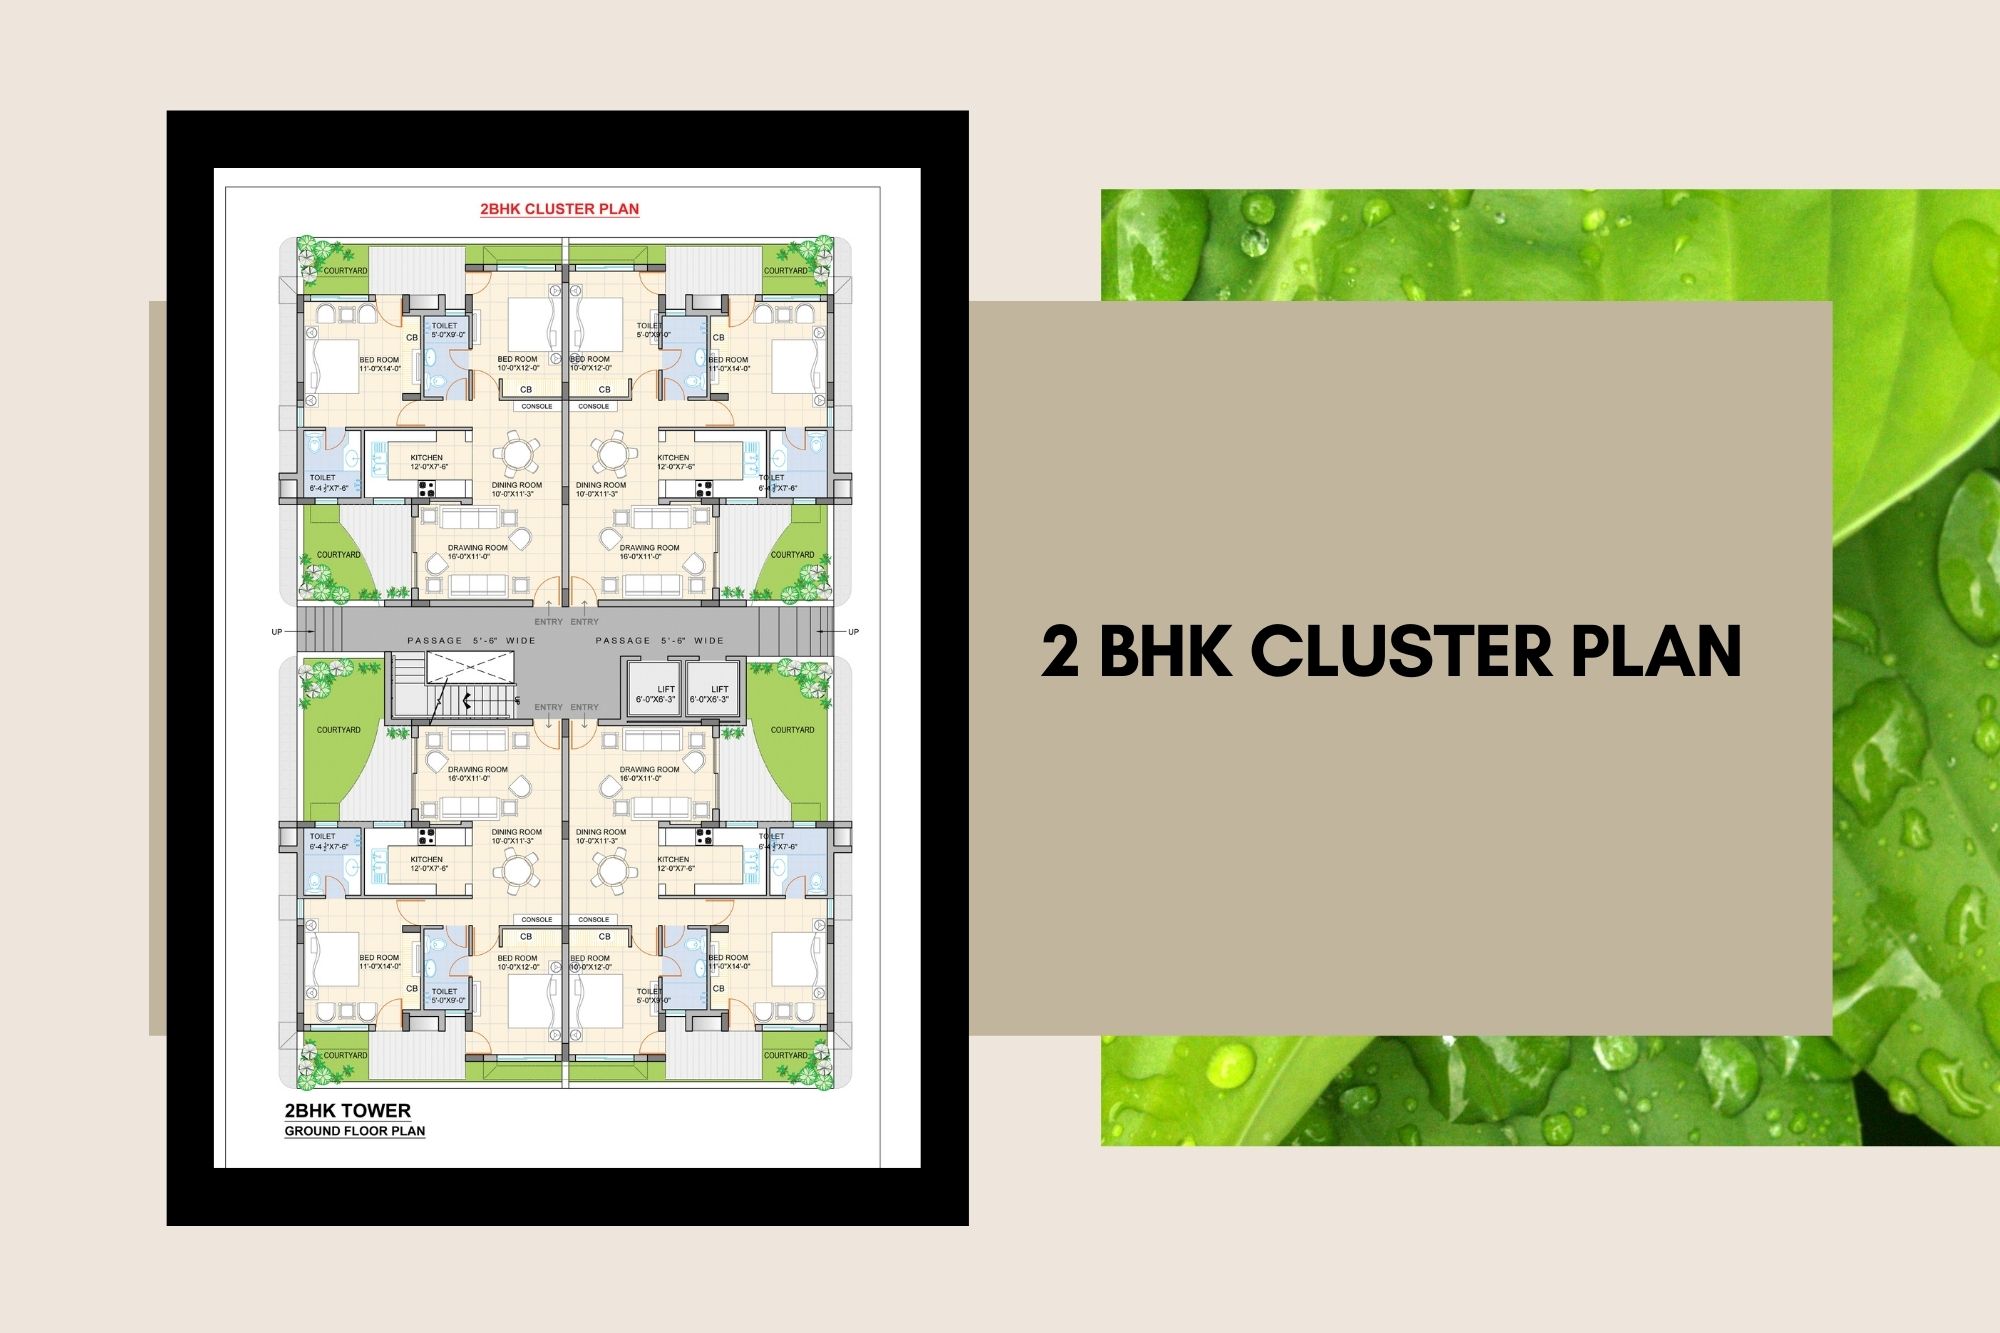 2BHK CLUSTER PLAN
COURTYARD
COURTYARD
TOILET
5'-0"X9'-0"
TOILET
5'-0"X9'-0"
CB
CB
BED ROOM
11'-0"X14'-0"
BED ROOM
10'-0"X12'-0"
BED ROOM
10'-0"X12'-0"
BED ROOM
11'-0"X14'-0"
CB
CB
CONSOLE
CONSOLE
KITCHEN
12'-0"X7'-6"
KITCHEN
12'-0"X7'-6"
TOILET
6'-4 ½"X7'-6"
DINING ROOM
10'-0"X11'-3"
DINING ROOM
10'-0"X11'-3"
TOILET
6'-4 ½"X7'-6"
COURTYARD
DRAWING ROOM
16'-0"X11'-0"
DRAWING ROOM
16'-0"X11'-0"
COURTYARD
ENTRY
ENTRY
UP
PASSAGE 5'-6" WIDE
PASSAGE 5'-6" WIDE
UP
2 BHK CLUSTER PLAN
LIFT
6'-0"X6'-3"
LIFT
6'-0"X6'-3"
ENTRY
ENTRY
COURTYARD
COURTYARD
DRAWING ROOM
16'-0"X11'-0"
DRAWING ROOM
16'-0"X11'-0"
TOILET
6'-4 ½"X7'-6"
DINING ROOM
10'-0"X11'-3"
DINING ROOM
10'-0"X11'-3"
TOILET
6'-4 ½"X7'-6"
KITCHEN
12'-0"X7'-6"
KITCHEN
12'-0"X7'-6"
CONSOLE
CONSOLE
CB
CB
BED ROOM
11'-0"X14'-0"
BED ROOM
10'-0"X12'-0"
BED ROOM
10'-0"X12'-0"
BED ROOM
11'-0"X14'-0"
CB
CB
TOILET
5'-0"X9'-0"
TOILET
5'-0"X9'-0"
COURTYARD
COURTYARD
2BHK TOWER
GROUND FLOOR PLAN